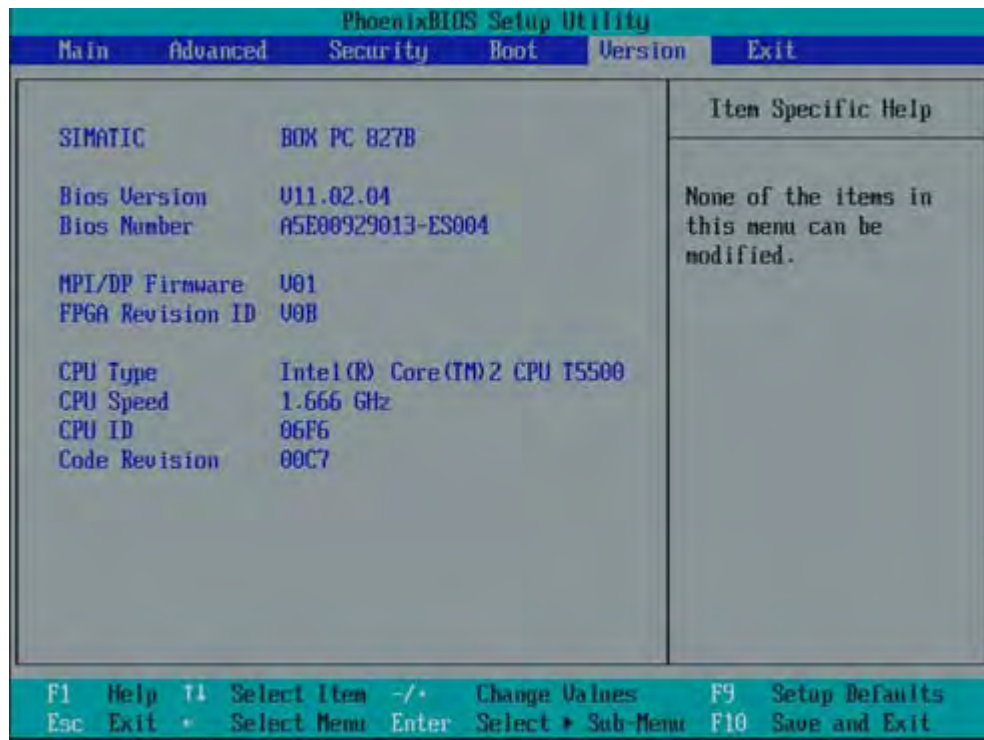 PhoenixBIOS Setup Utility
Main Advanced Security Boot Version Exit
Item Specific Help
SIMATIC BOX PC 827B
Bios Version V11.02.04
Bios Number A5E00929013-ES004
None of the items in
this menu can be
modified.
MPI/DP Firmware V01
FPGA Revision ID V0B
CPU Type Intel(R) Core(TM)2 CPU T5500
CPU Speed 1.666 GHz
CPU ID 06F6
Code Revision 00C7
F1 Help ↑↓ Select Item -/+ Change Values F9 Setup Defaults
Esc Exit Select Menu Enter Select ▶ Sub-Menu F10 Save and Exit